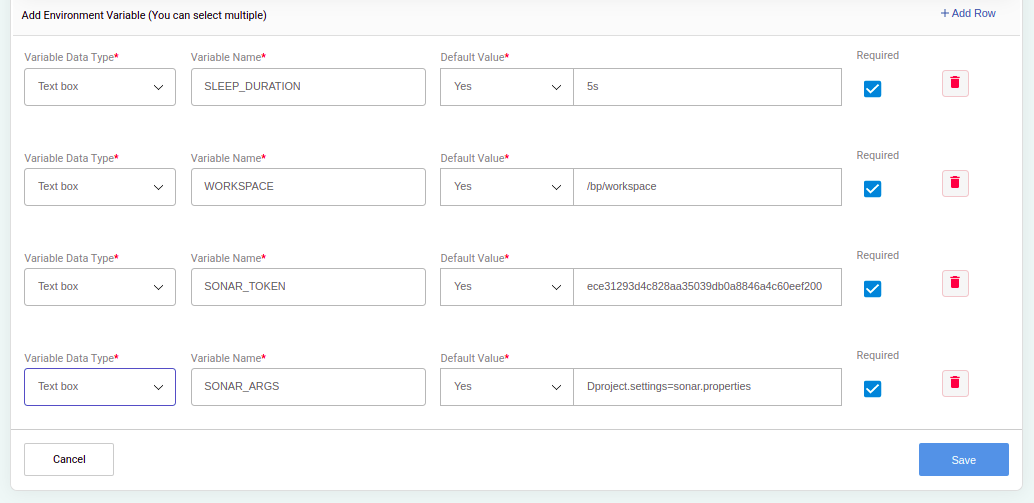 Add Environment Variable (You can select multiple)
+ Add Row
Variable Data Type* Variable Name* Default Value* Required
Text box SLEEP_DURATION Yes 5s
Variable Data Type* Variable Name* Default Value* Required
Text box WORKSPACE Yes /bp/workspace
Variable Data Type* Variable Name* Default Value* Required
Text box SONAR_TOKEN Yes ece31293d4c828aa35039db0a8846a4c60eef200
Variable Data Type* Variable Name* Default Value* Required
Text box SONAR_ARGS Yes Dproject.settings=sonar.properties
Cancel Save